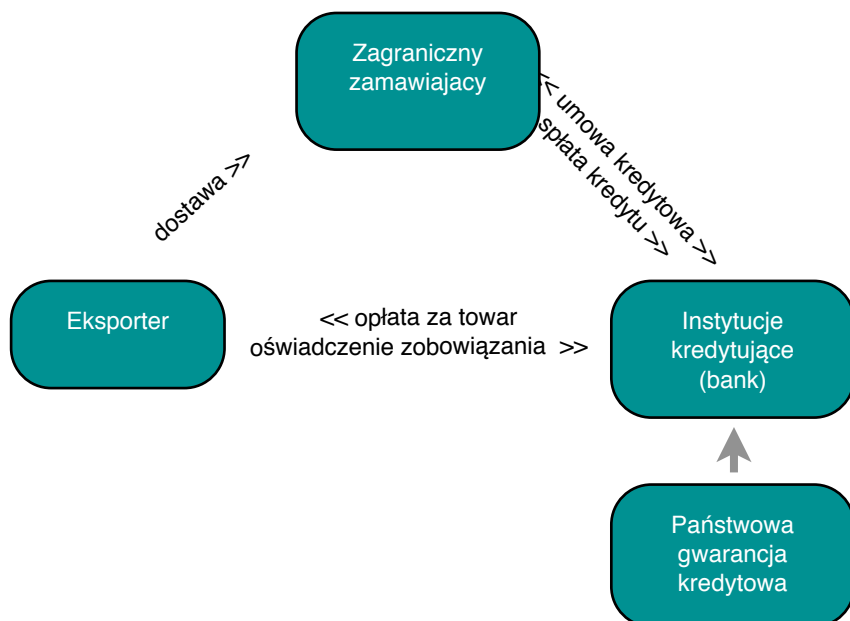 Zagraniczny
zamawiajacy
<< umowa kredytowa >>
spłata kredytu >>
dostawa >>
Eksporter
<< opłata za towar
oświadczenie zobowiązania >>
Instytucje
kredytujące
(bank)
Państwowa
gwarancja
kredytowa